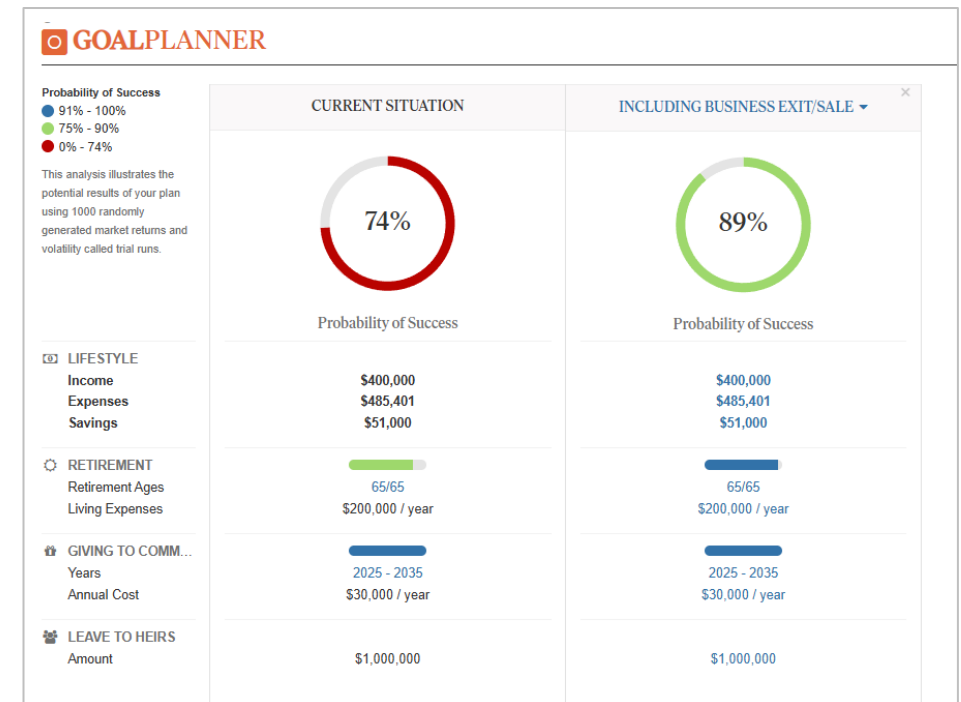 GOALPLANNER
Probability of Success
91% - 100%
75% - 90%
0% - 74%
This analysis illustrates the
potential results of your plan
using 1000 randomly
generated market returns and
volatility called trial runs.
CURRENT SITUATION
INCLUDING BUSINESS EXIT/SALE
×
74%
89%
Probability of Success
Probability of Success
LIFESTYLE
Income $400,000 $400,000
Expenses $485,401 $485,401
Savings $51,000 $51,000
RETIREMENT
Retirement Ages 65/65 65/65
Living Expenses $200,000 / year $200,000 / year
GIVING TO COMM...
Years 2025 - 2035 2025 - 2035
Annual Cost $30,000 / year $30,000 / year
LEAVE TO HEIRS
Amount $1,000,000 $1,000,000